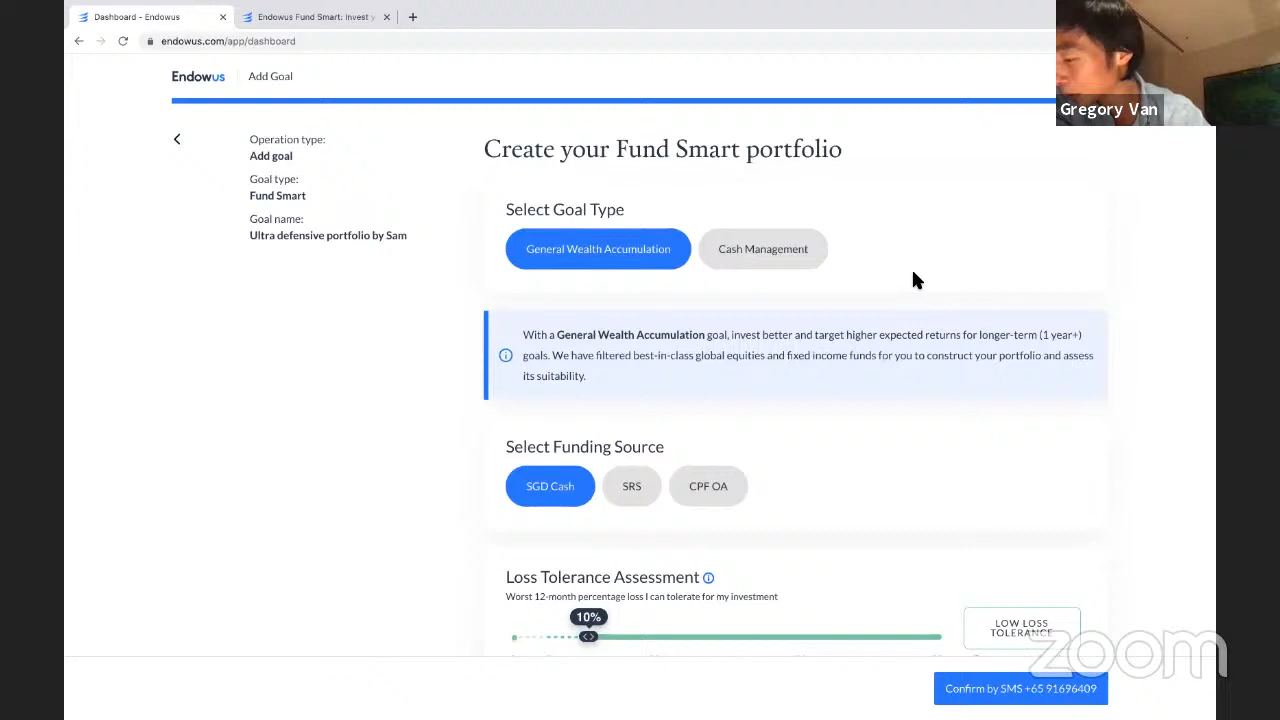 Dashboard - Endowus
Endowus Fund Smart: Invest y
endowus.com/app/dashboard
Gregory Van
Endowus
Add Goal
Operation type:
Add goal
Goal type:
Fund Smart
Goal name:
Ultra defensive portfolio by Sam
Create your Fund Smart portfolio
Select Goal Type
General Wealth Accumulation
Cash Management
With a General Wealth Accumulation goal, invest better and target higher expected returns for longer-term (1 year+)
goals. We have filtered best-in-class global equities and fixed income funds for you to construct your portfolio and assess
its suitability.
Select Funding Source
SGD Cash
SRS
CPF OA
Loss Tolerance Assessment
Worst 12-month percentage loss I can tolerate for my investment
10%
LOW LOSS
TOLERANCE
zoom
Confirm by SMS +65 91696409